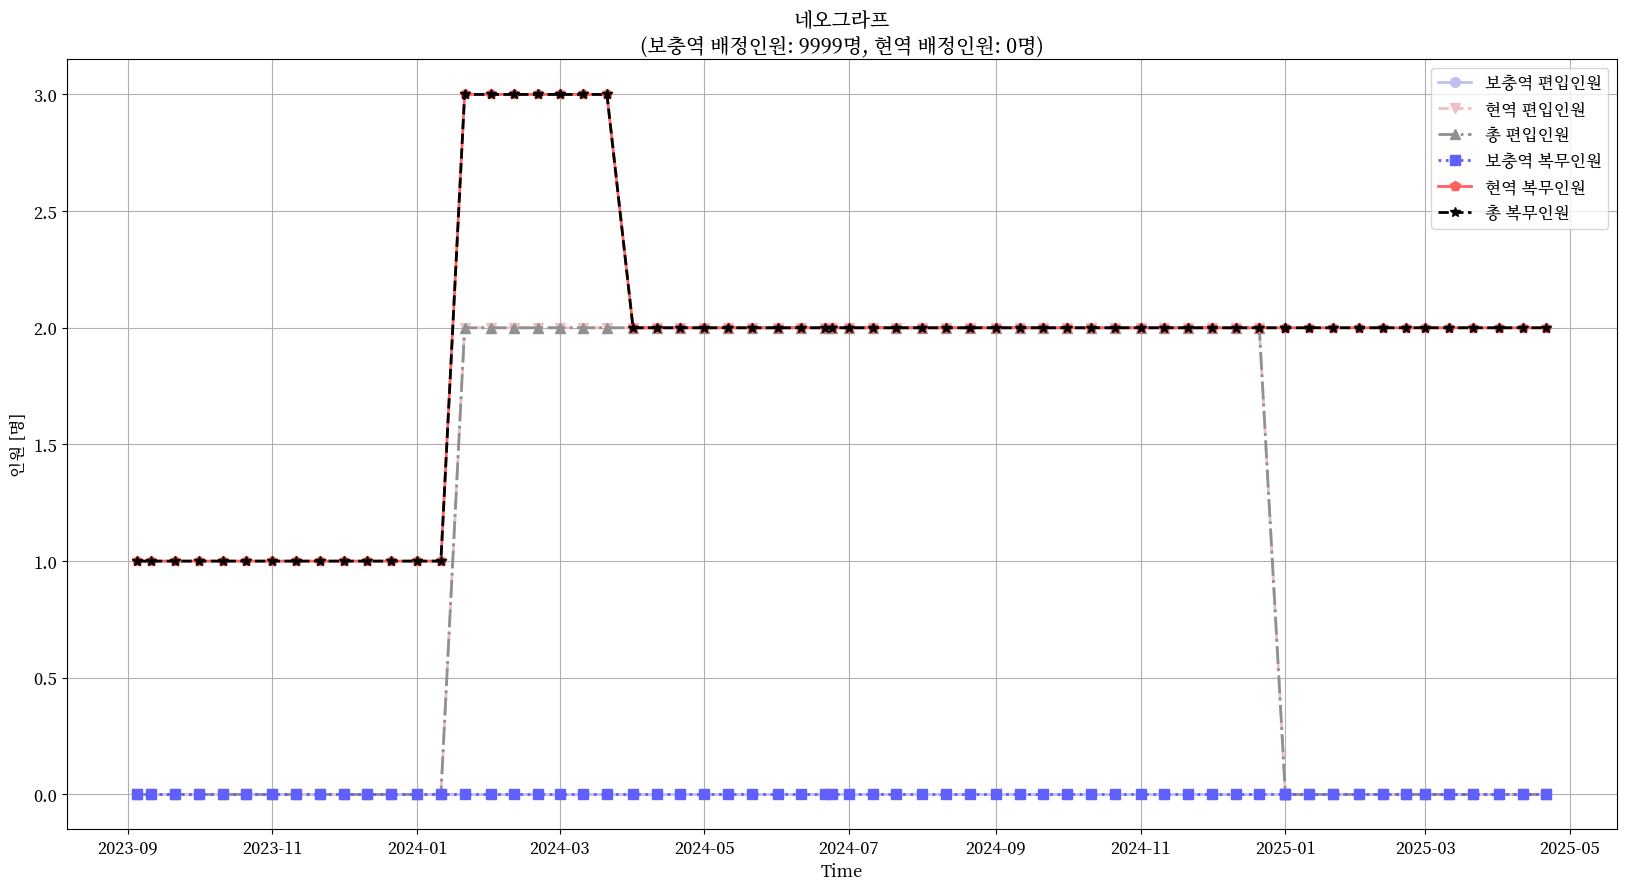 네오그라프
(보충역 배정인원: 9999명, 현역 배정인원: 0명)
보충역 편입인원
현역 편입인원
총 편입인원
보충역 복무인원
현역 복무인원
총 복무인원
인원 [명]
3.0
2.5
2.0
1.5
1.0
0.5
0.0
2023-09 2023-11 2024-01 2024-03 2024-05 2024-07 2024-09 2024-11 2025-01 2025-03 2025-05
Time